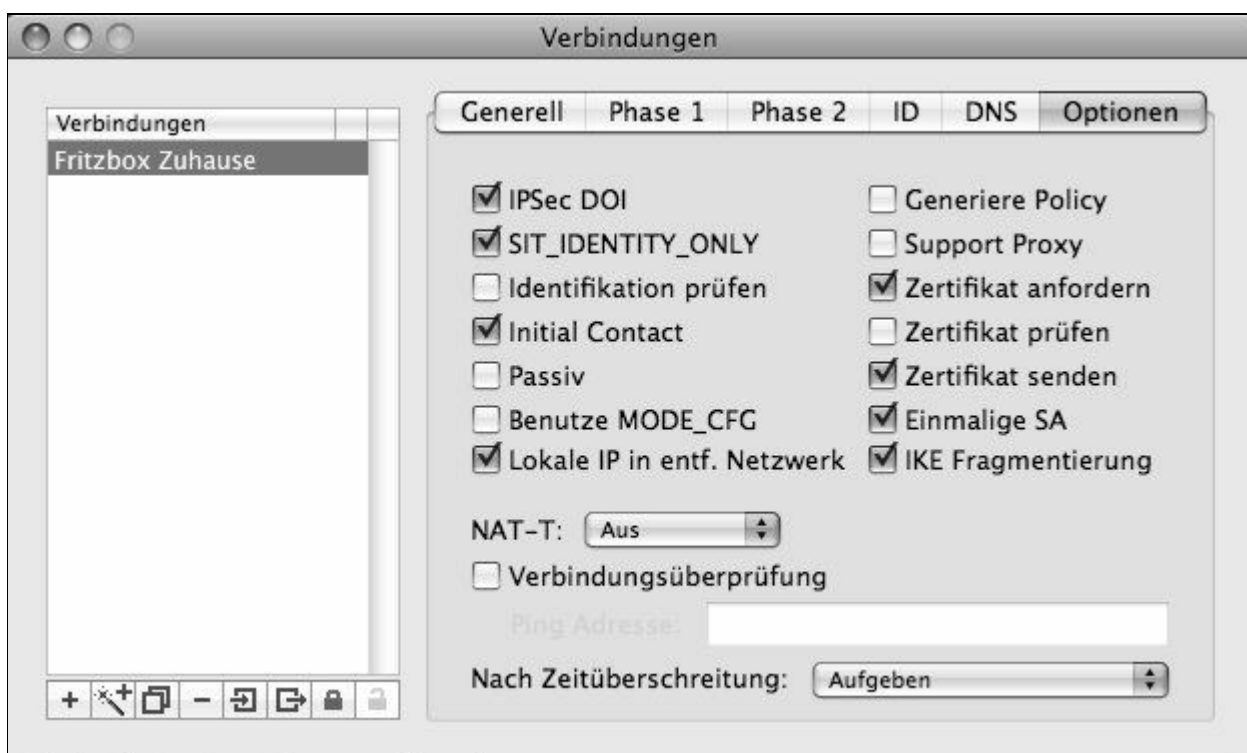 Verbindungen
Verbindungen
Fritzbox Zuhause
Generell Phase 1 Phase 2 ID DNS Optionen
IPSec DOI
SIT_IDENTITY_ONLY
Identifikation prüfen
Initial Contact
Passiv
Benutze MODE_CFG
Lokale IP in entf. Netzwerk
Generiere Policy
Support Proxy
Zertifikat anfordern
Zertifikat prüfen
Zertifikat senden
Einmalige SA
IKE Fragmentierung
NAT-T: Aus
Verbindungsüberprüfung
Ping Adresse:
Nach Zeitüberschreitung: Aufgeben